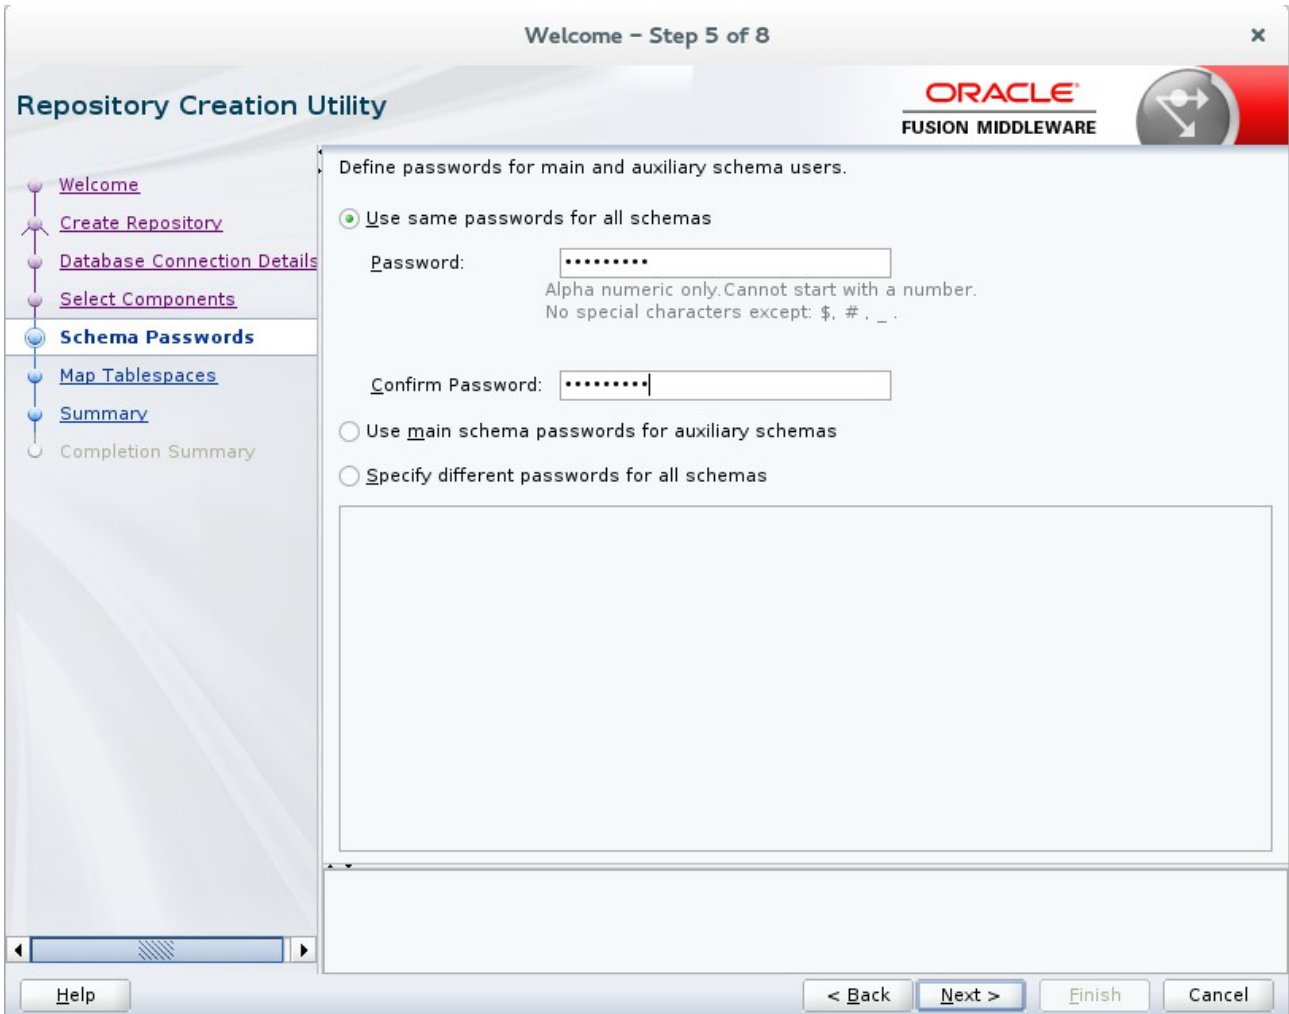 Welcome – Step 5 of 8
Repository Creation Utility
ORACLE
FUSION MIDDLEWARE
Welcome
Create Repository
Database Connection Details
Select Components
Schema Passwords
Map Tablespaces
Summary
Completion Summary
Define passwords for main and auxiliary schema users.
Use same passwords for all schemas
Password: •••••••••
Alpha numeric only.Cannot start with a number.
No special characters except: $, # , _ .
Confirm Password: •••••••••
Use main schema passwords for auxiliary schemas
Specify different passwords for all schemas
Help
< Back
Next >
Finish
Cancel